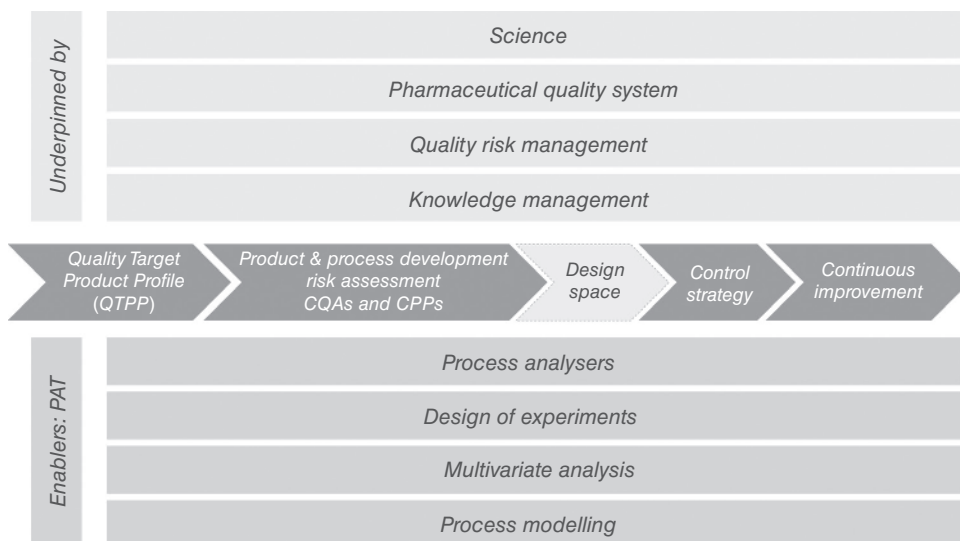 Underpinned by
Science
Pharmaceutical quality system
Quality risk management
Knowledge management
Quality Target
Product Profile
(QTPP)
Product & process development
risk assessment
CQAs and CPPs
Design
space
Control
strategy
Continuous
improvement
Enablers: PAT
Process analysers
Design of experiments
Multivariate analysis
Process modelling